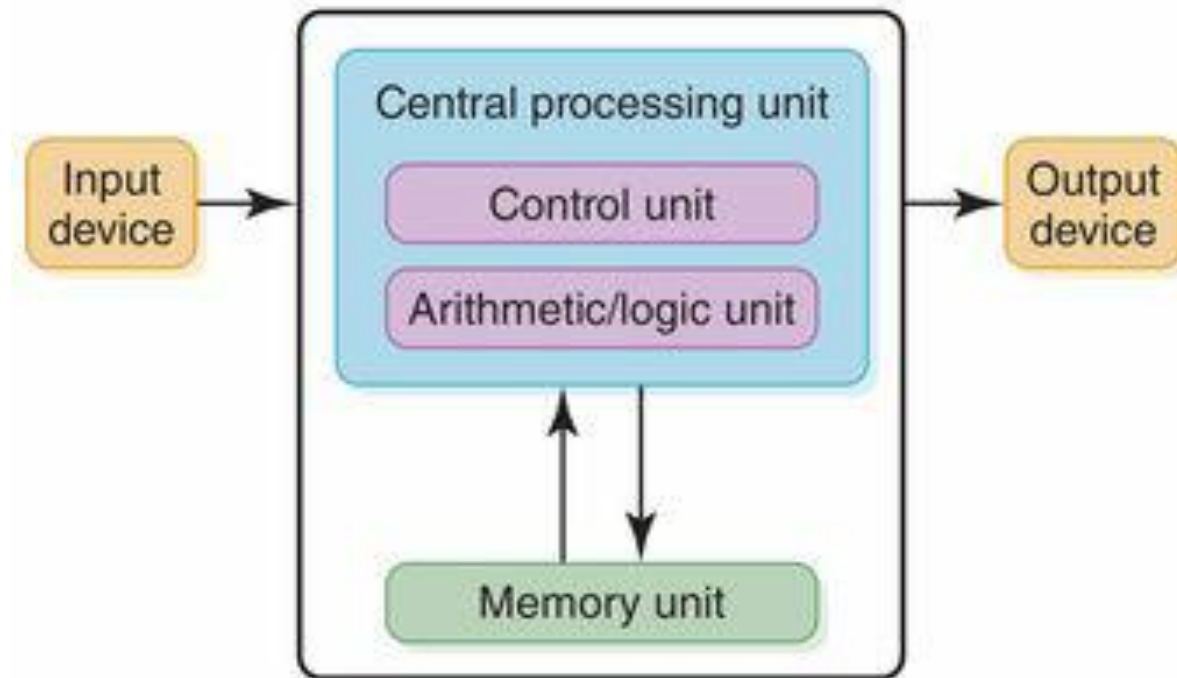 Central processing unit
Input
device
Control unit
Arithmetic/logic unit
Output
device
Memory unit